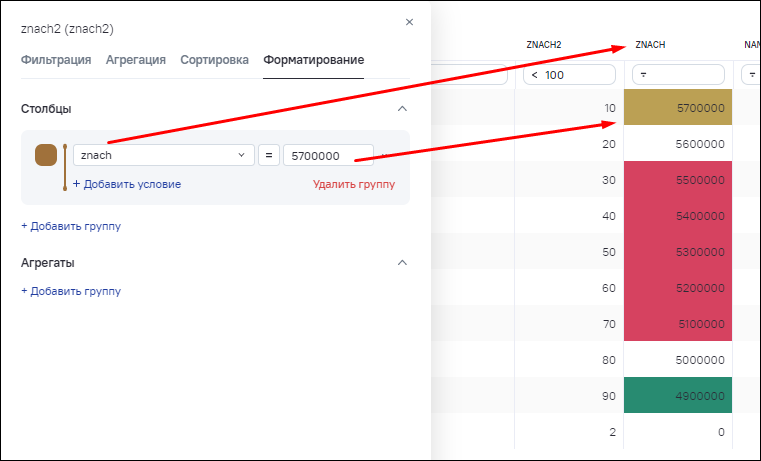 znach2 (znach2)
×
Фильтрация Агрегация Сортировка Форматирование
Столбцы
znach = 5700000
+ Добавить условие Удалить группу
+ Добавить группу
Агрегаты
+ Добавить группу
ZNACH2 ZNACH NAM
< 100 = =
10 5700000
20 5600000
30 5500000
40 5400000
50 5300000
60 5200000
70 5100000
80 5000000
90 4900000
2 0